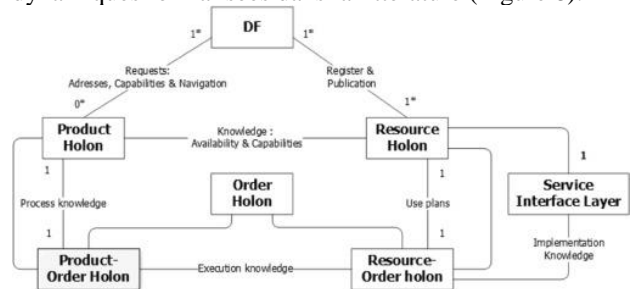 DF
1*
1*
Requests:
Adresses, Capabilities & Navigation
Register &
Publication
0*
1*
Product
Holon
Knowledge :
Availability & Capabilities
Resource
Holon
1
1
1
Order
Holon
Service
Interface Layer
Process knowledge
Use plans
1
1
Implementation
Knowledge
Product-
Order Holon
Execution knowledge
Resource-
Order holon